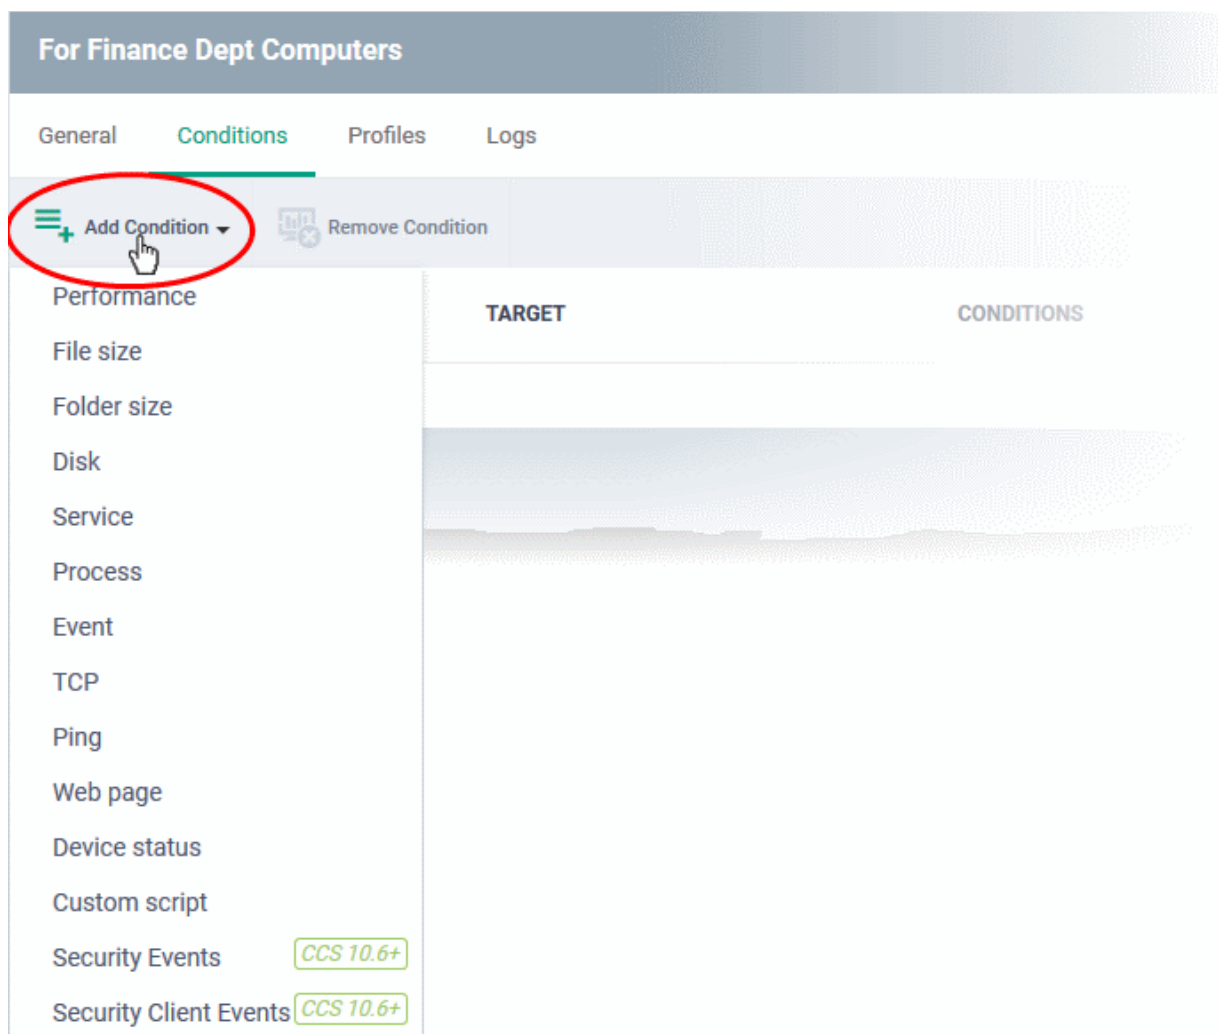 For Finance Dept Computers
General Conditions Profiles Logs
Add Condition Remove Condition
TARGET CONDITIONS
Performance
File size
Folder size
Disk
Service
Process
Event
TCP
Ping
Web page
Device status
Custom script
Security Events CCS 10.6+
Security Client Events CCS 10.6+